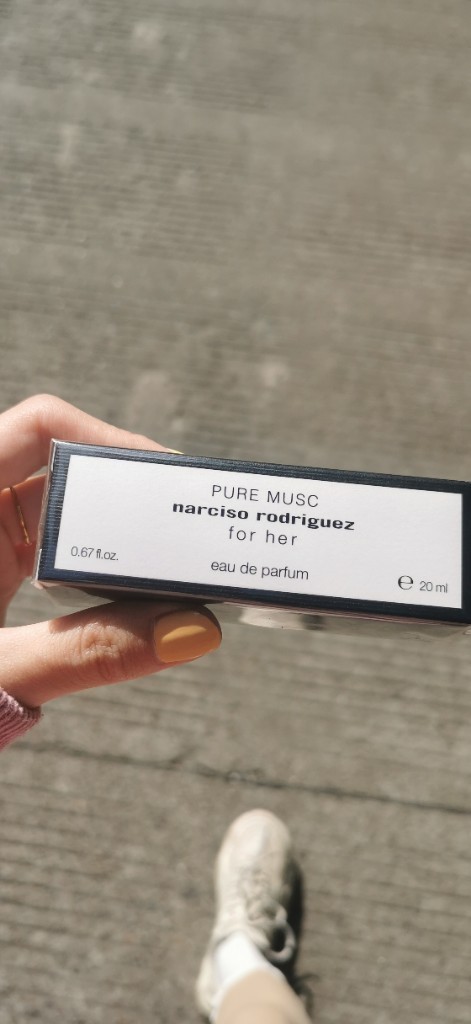 PURE MUSC
narciso rodriguez
for her
0.67 fl.oz.
eau de parfum
℮ 20 ml